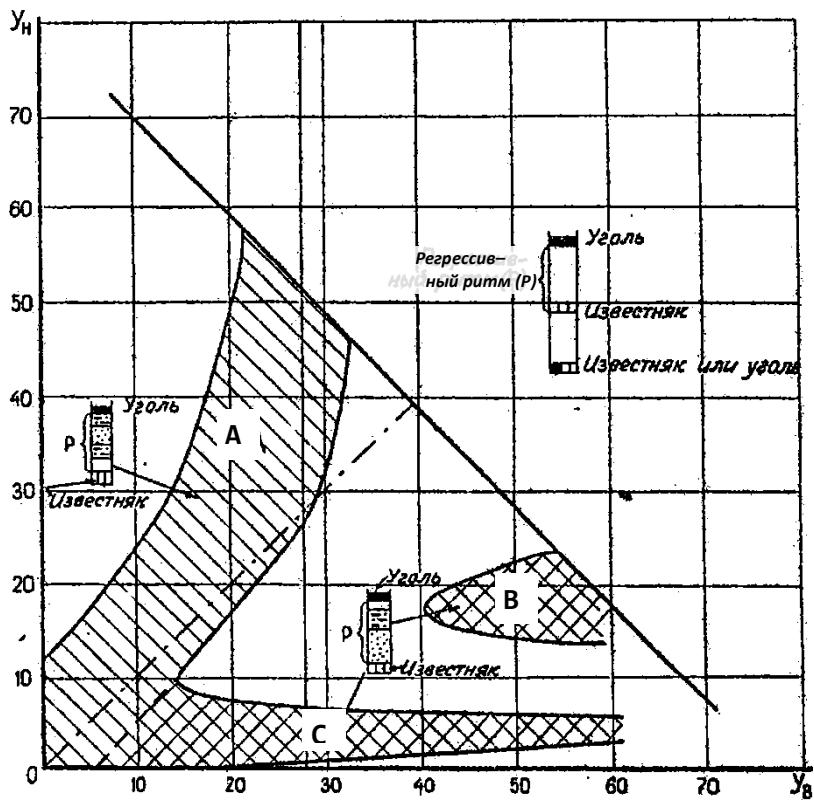 Ун
70
60
50
40
30
20
10
0
10
20
30
40
50
60
70
Ув
Уголь
Регрессив-
ный ритм (Р)
Известняк
Известняк или уголь
Уголь
А
Р
Известняк
Уголь
В
Р
Известняк
С